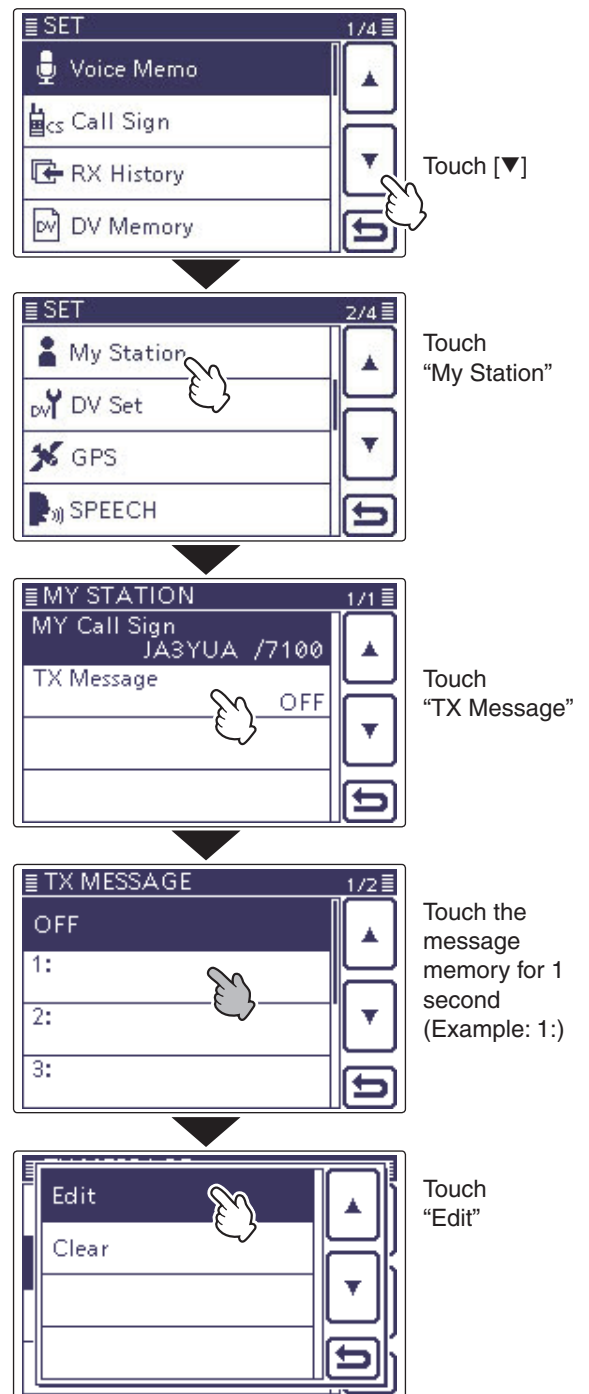 SET 1/4
Voice Memo
CS Call Sign
RX History
DV DV Memory
Touch [▼]
SET 2/4
My Station
DV DV Set
GPS
SPEECH
Touch
“My Station”
MY STATION 1/1
MY Call Sign
JA3YUA /7100
TX Message
OFF
Touch
“TX Message”
TX MESSAGE 1/2
OFF
1:
2:
3:
Touch the
message
memory for 1
second
(Example: 1:)
Edit
Clear
Touch
“Edit”